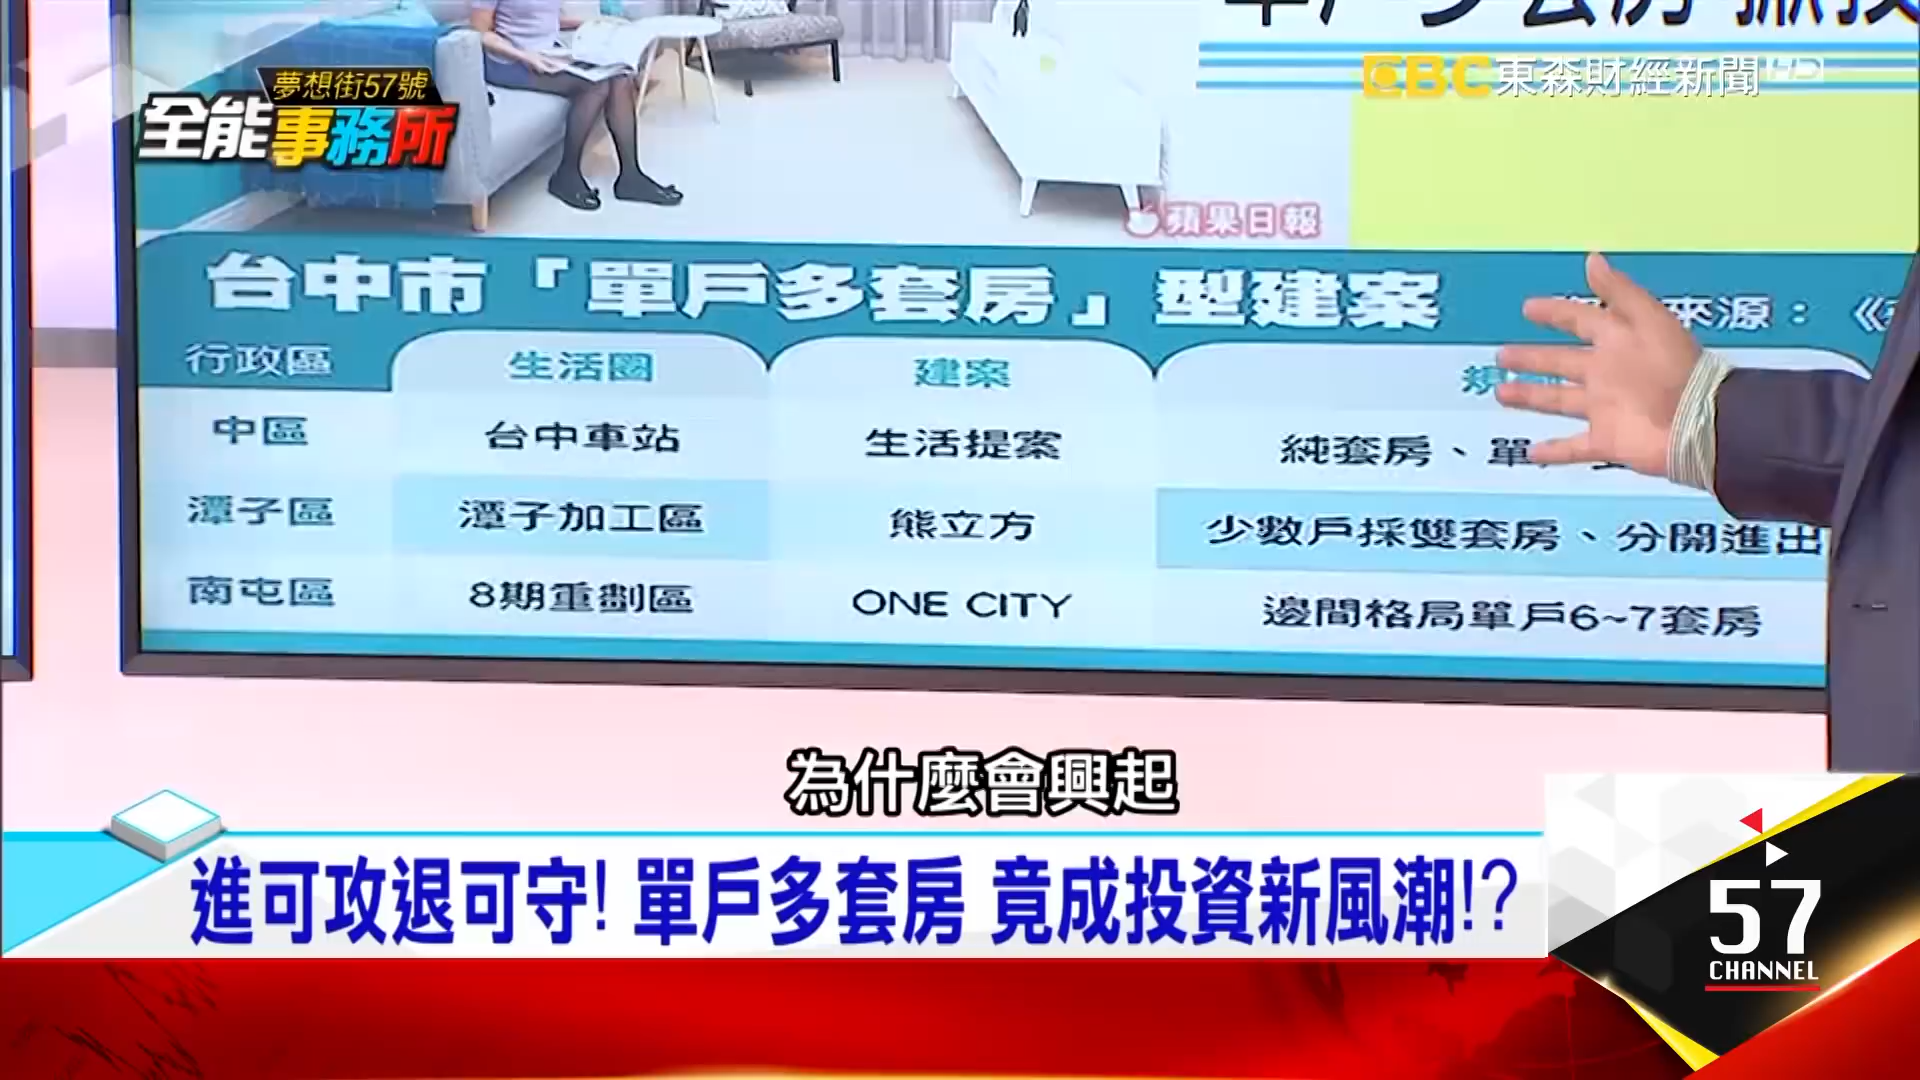 夢想街57號
全能事務所
EBC東森財經新聞HD
蘋果日報
台中市「單戶多套房」型建案
來源：《
行政區 生活圈 建案
中區 台中車站 生活提案 純套房、單
潭子區 潭子加工區 熊立方 少數戶採雙套房、分開進出
南屯區 8期重劃區 ONE CITY 邊間格局單戶6~7套房
為什麼會興起
進可攻退可守! 單戶多套房 竟成投資新風潮!?
57
CHANNEL